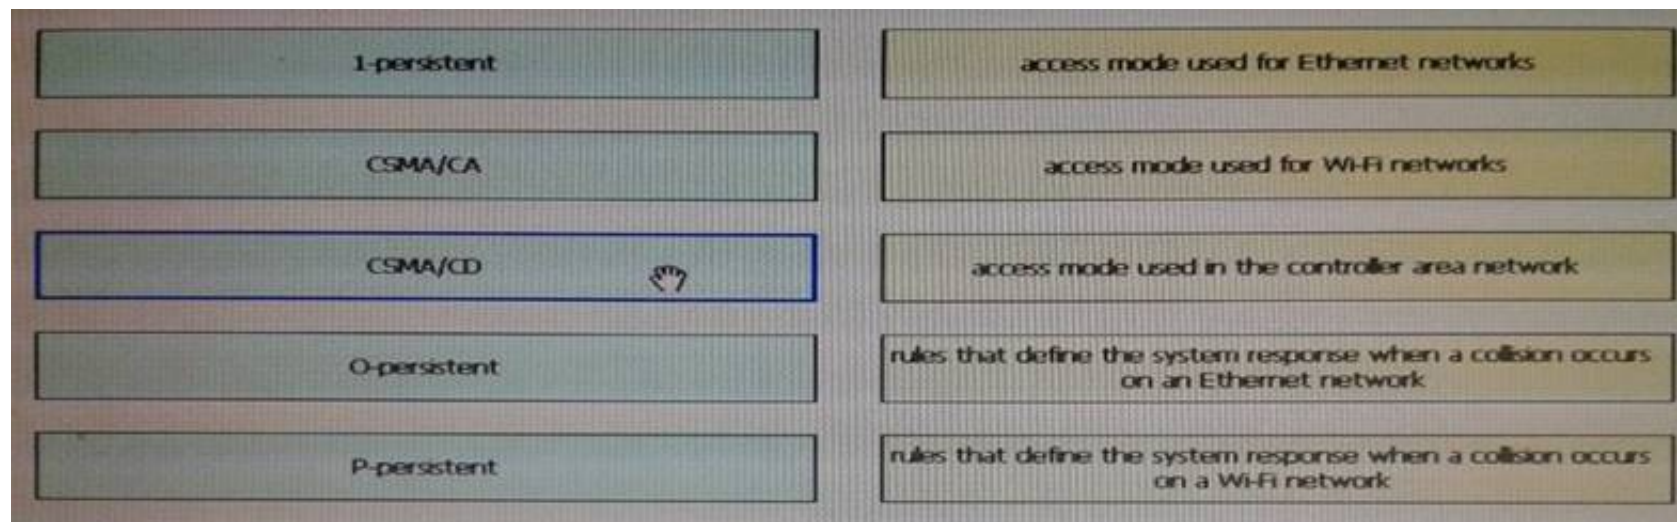 1-persistent
access mode used for Ethernet networks
CSMA/CA
access mode used for Wi-Fi networks
CSMA/CD
access mode used in the controller area network
O-persistent
rules that define the system response when a collision occurs
on an Ethernet network
P-persistent
rules that define the system response when a collision occurs
on a Wi-Fi network